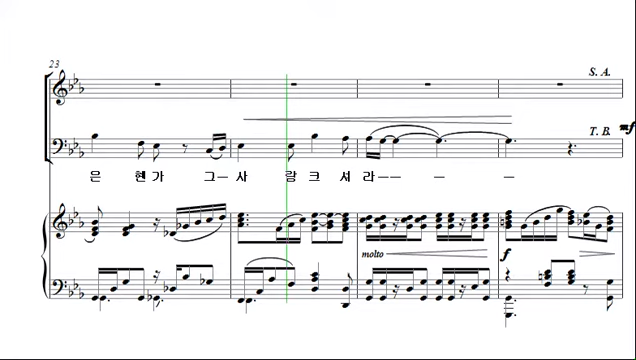 23
S. A.
T. B.
mf
은 현가 그— 사 랑크 셔 라—— — —
molto
f